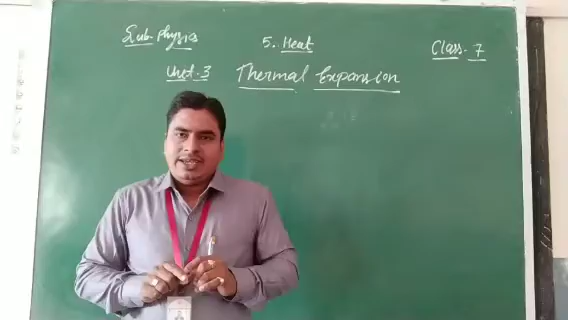 Sub. Physics 5. Heat Class - 7
Unit. 3 Thermal Expansion